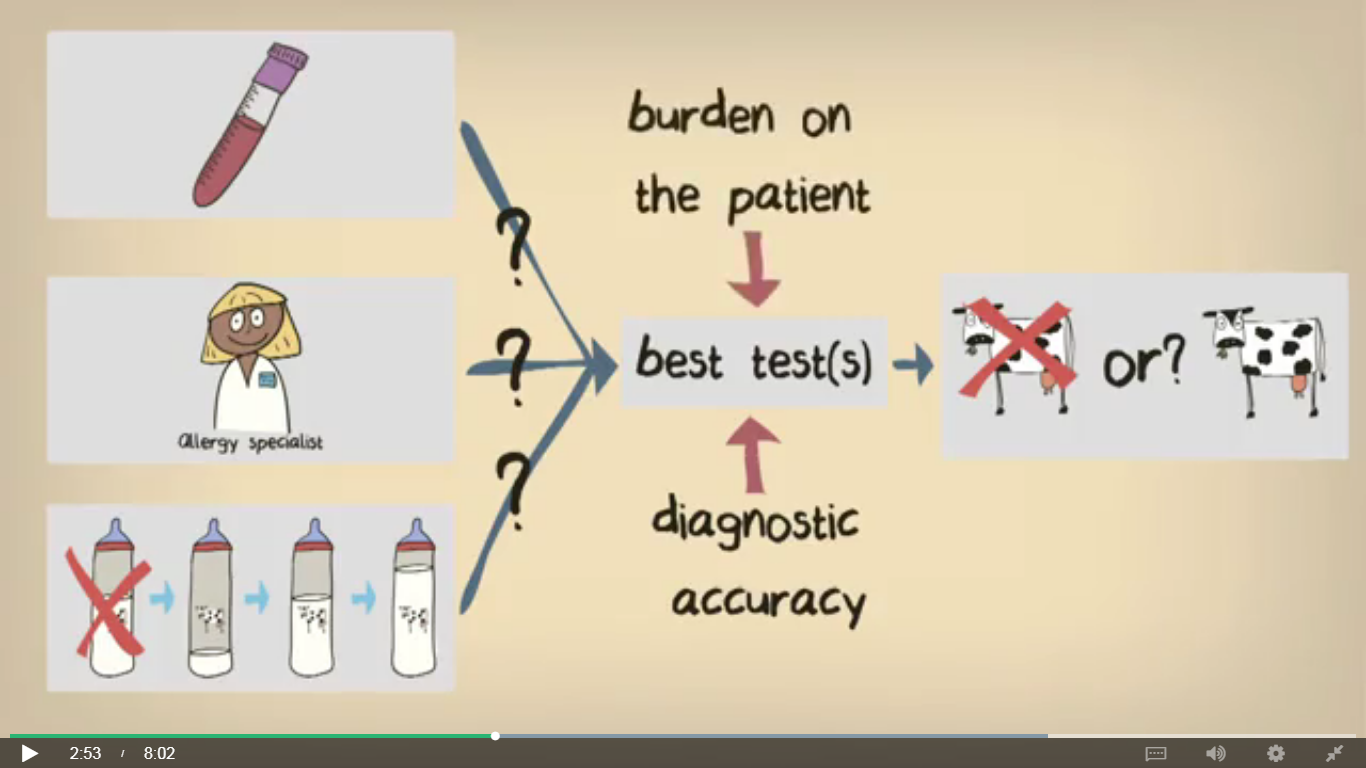 burden on
the patient
?
?
?
Allergy specialist
best test(s)
or?
diagnostic
accuracy
2:53 / 8:02